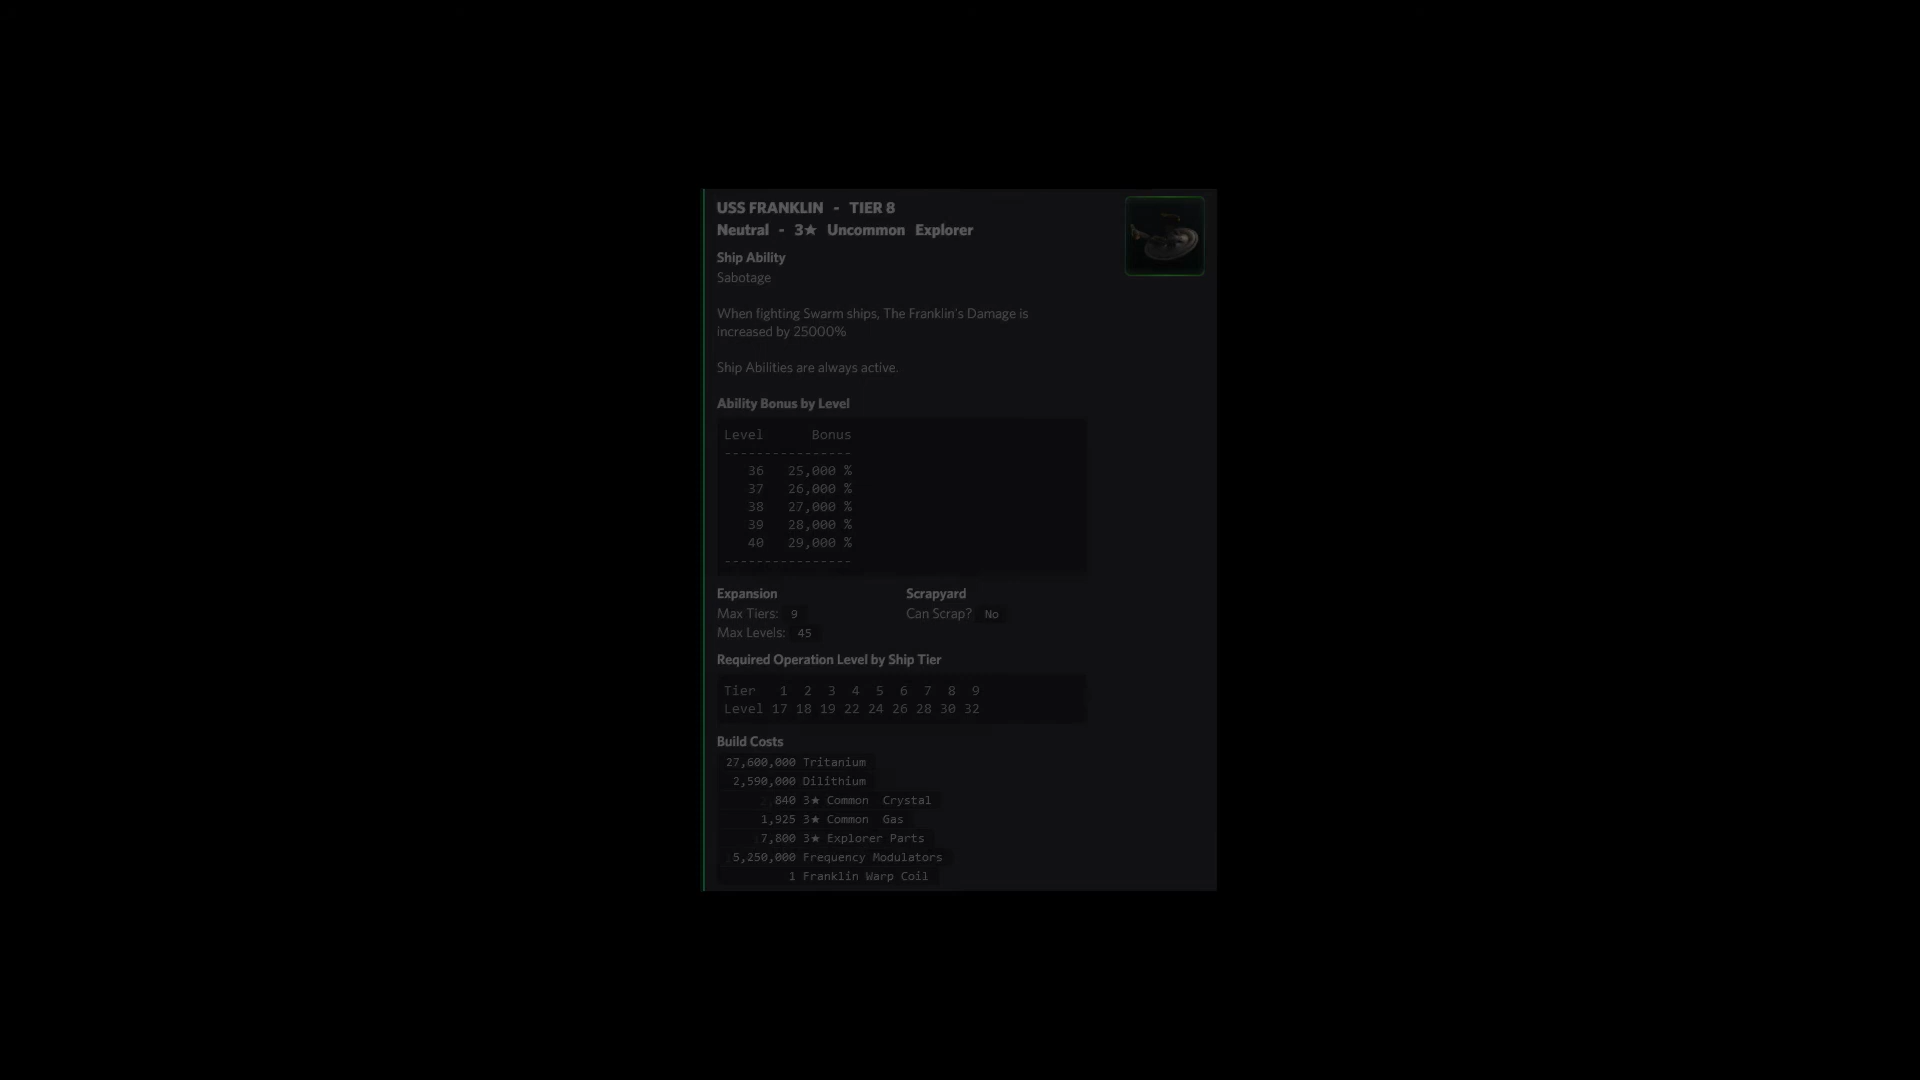 USS FRANKLIN - TIER 8
Neutral - 3★ Uncommon Explorer
Ship Ability
Sabotage
When fighting Swarm ships, The Franklin's Damage is
increased by 25000%
Ship Abilities are always active.
Ability Bonus by Level
Level Bonus
----------------
36 25,000 %
37 26,000 %
38 27,000 %
39 28,000 %
40 29,000 %
----------------
Expansion Scrapyard
Max Tiers: 9 Can Scrap? No
Max Levels: 45
Required Operation Level by Ship Tier
Tier 1 2 3 4 5 6 7 8 9
Level 17 18 19 22 24 26 28 30 32
Build Costs
27,600,000 Tritanium
2,590,000 Dilithium
840 3★ Common Crystal
1,925 3★ Common Gas
7,800 3★ Explorer Parts
5,250,000 Frequency Modulators
1 Franklin Warp Coil